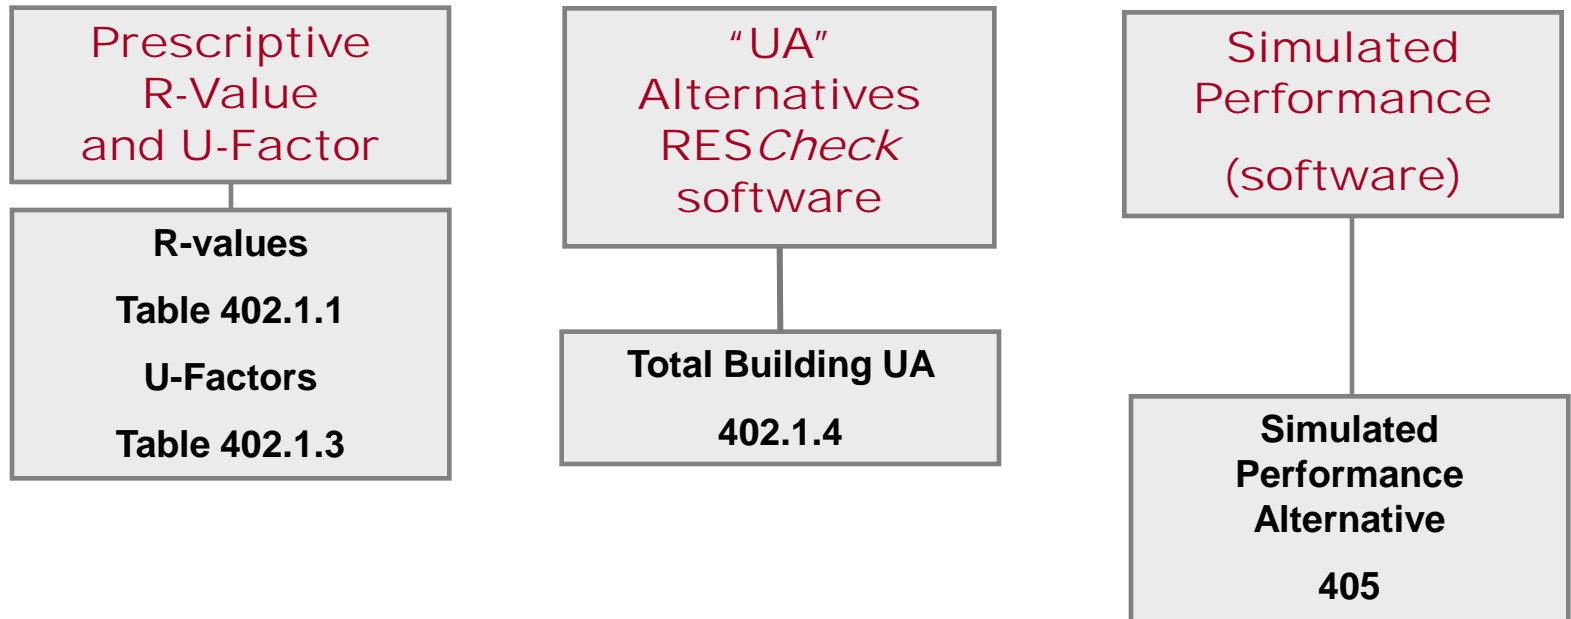 Prescriptive
R-Value
and U-Factor
R-values
Table 402.1.1
U-Factors
Table 402.1.3
“UA”
Alternatives
RESCheck
software
Total Building UA
402.1.4
Simulated
Performance
(software)
Simulated
Performance
Alternative
405